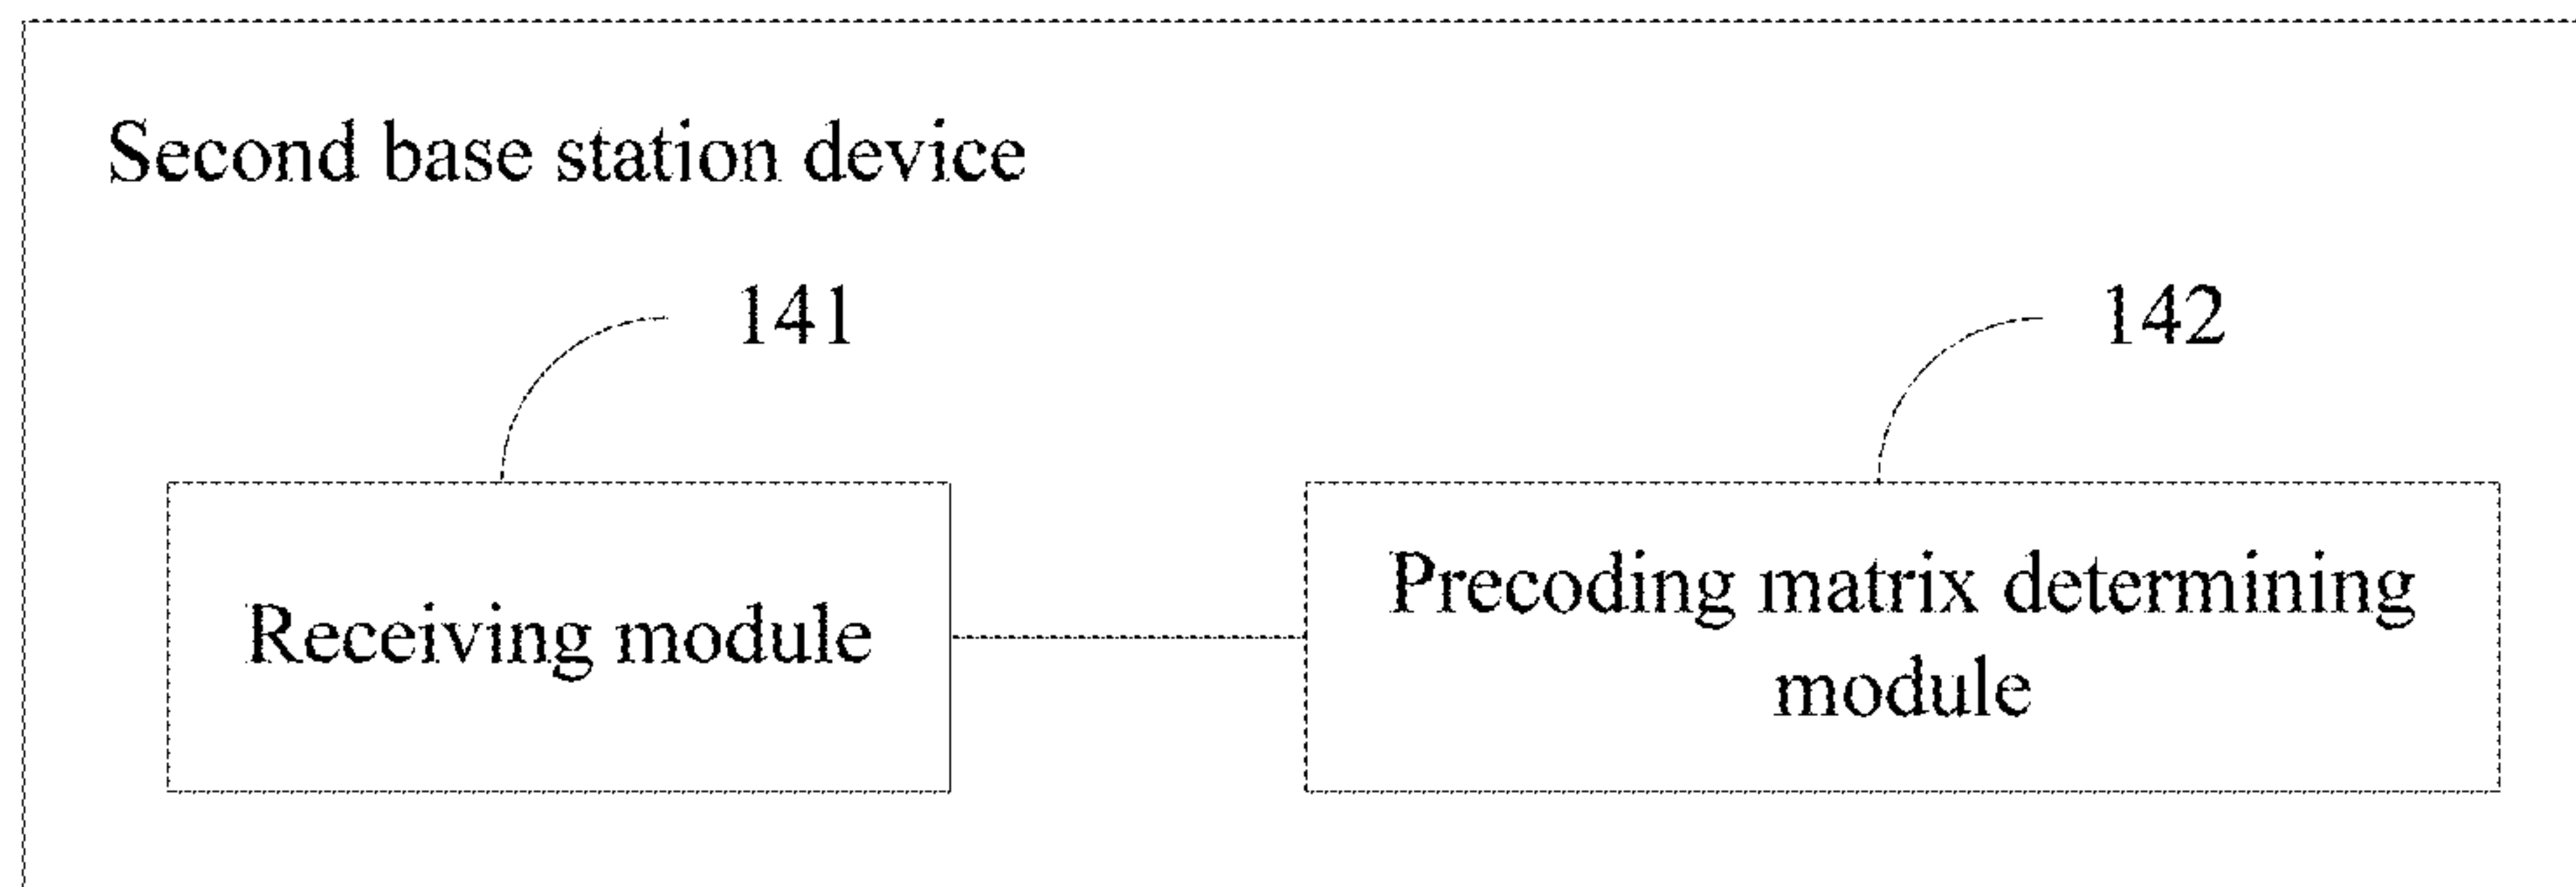 Second base station device
141
142
Receiving module
Precoding matrix determining
module